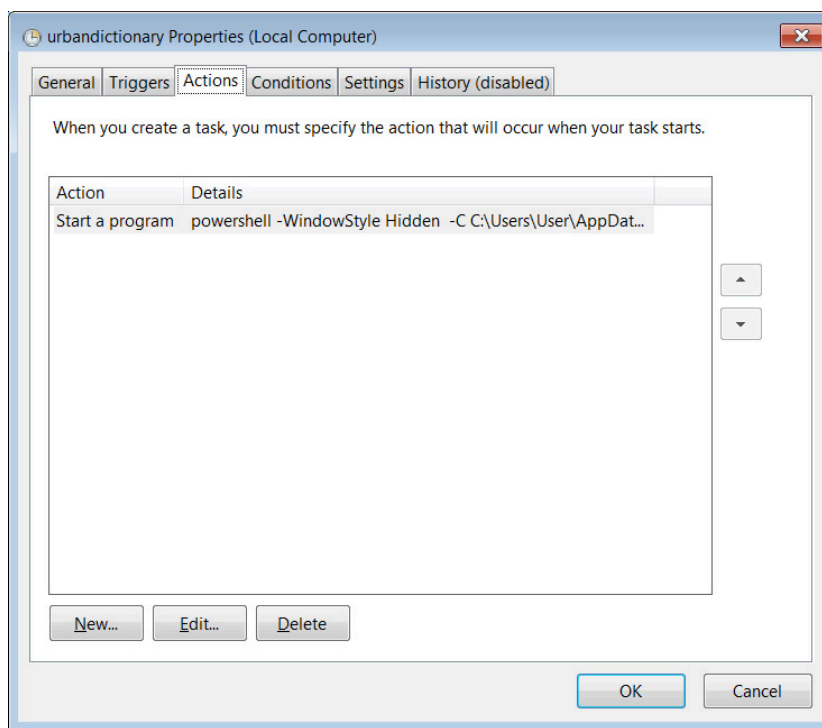 urbandictionary Properties (Local Computer)
General Triggers Actions Conditions Settings History (disabled)
When you create a task, you must specify the action that will occur when your task starts.
Action Details
Start a program powershell -WindowStyle Hidden -C C:\Users\User\AppDat...
New... Edit... Delete
OK Cancel